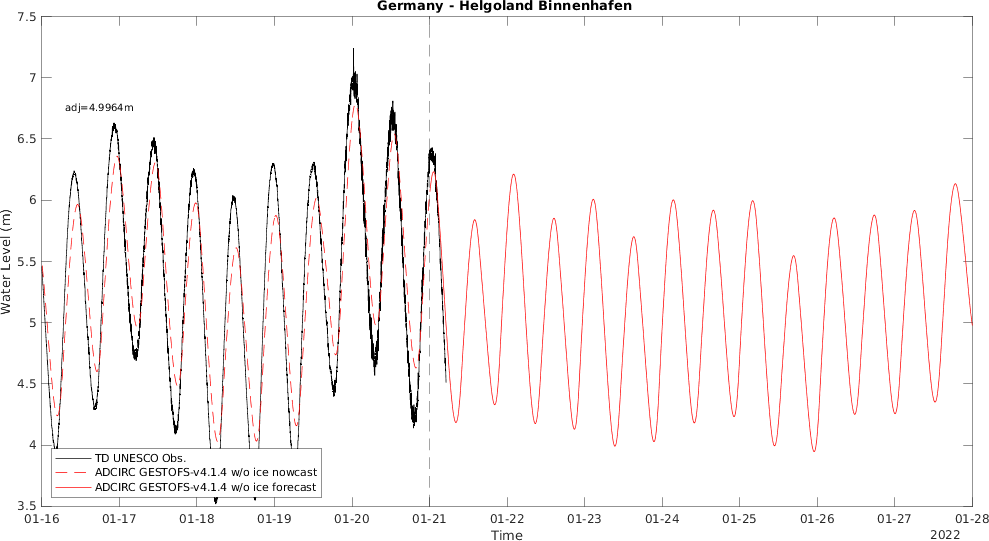 Germany - Helgoland Binnenhafen
7.5
7
6.5
6
5.5
5
4.5
4
3.5
Water Level (m)
adj=4.9964m
TD UNESCO Obs.
ADCIRC GESTOFS-v4.1.4 w/o ice nowcast
ADCIRC GESTOFS-v4.1.4 w/o ice forecast
01-16 01-17 01-18 01-19 01-20 01-21 01-22 01-23 01-24 01-25 01-26 01-27 01-28
Time
2022